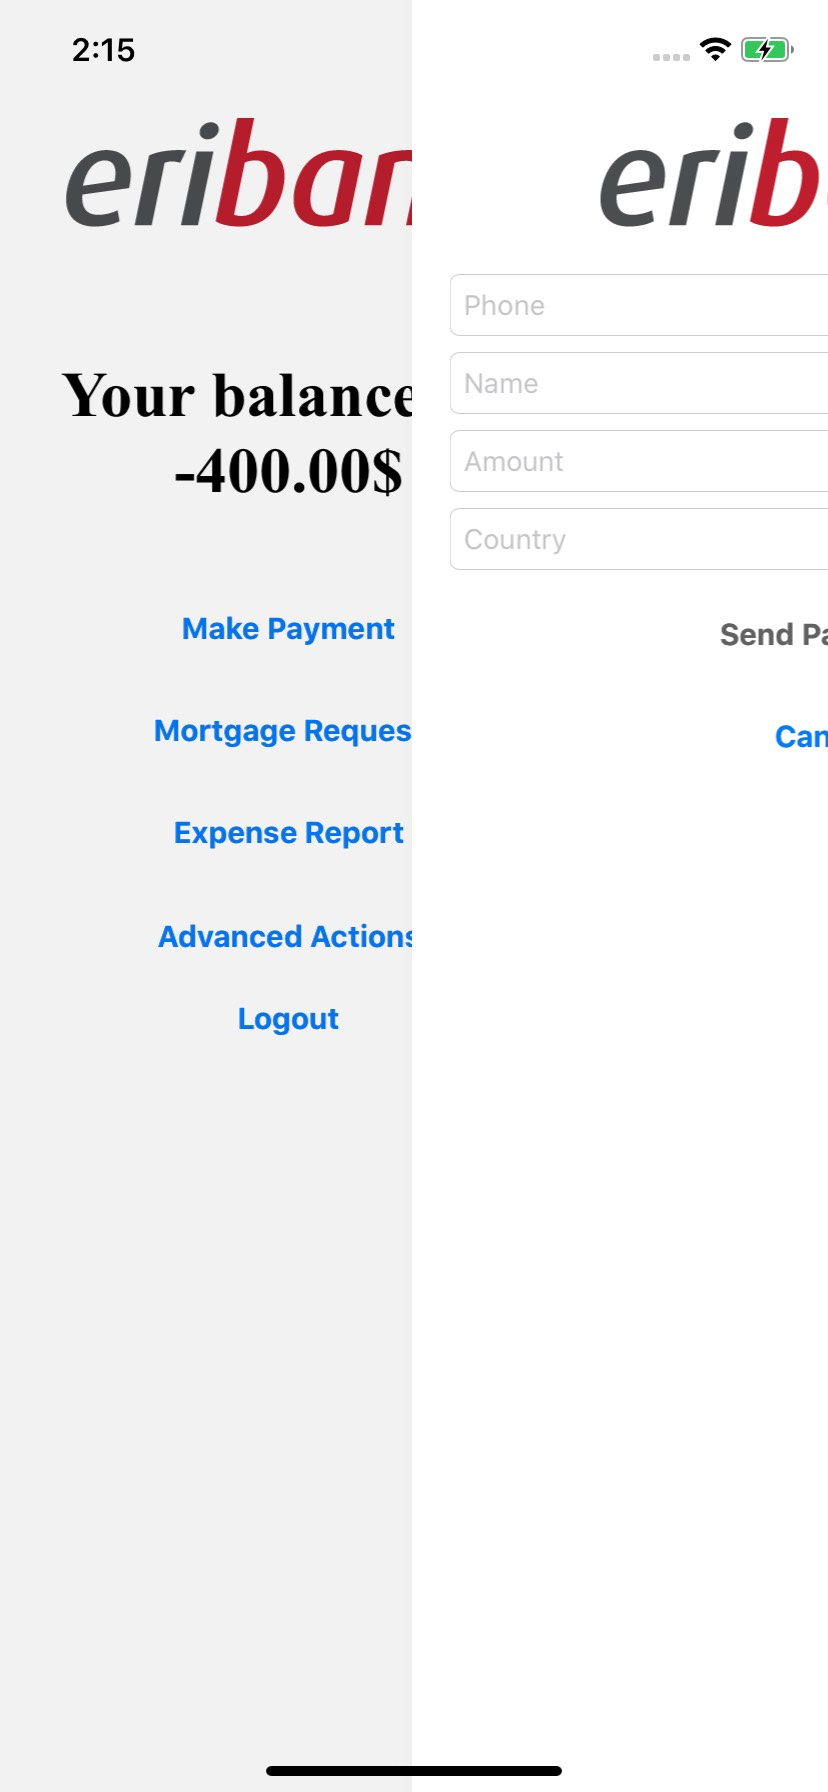 2:15
eriban
Your balance
-400.00$
Make Payment
Mortgage Reques
Expense Report
Advanced Actions
Logout
erib
Phone
Name
Amount
Country
Send Pa
Can